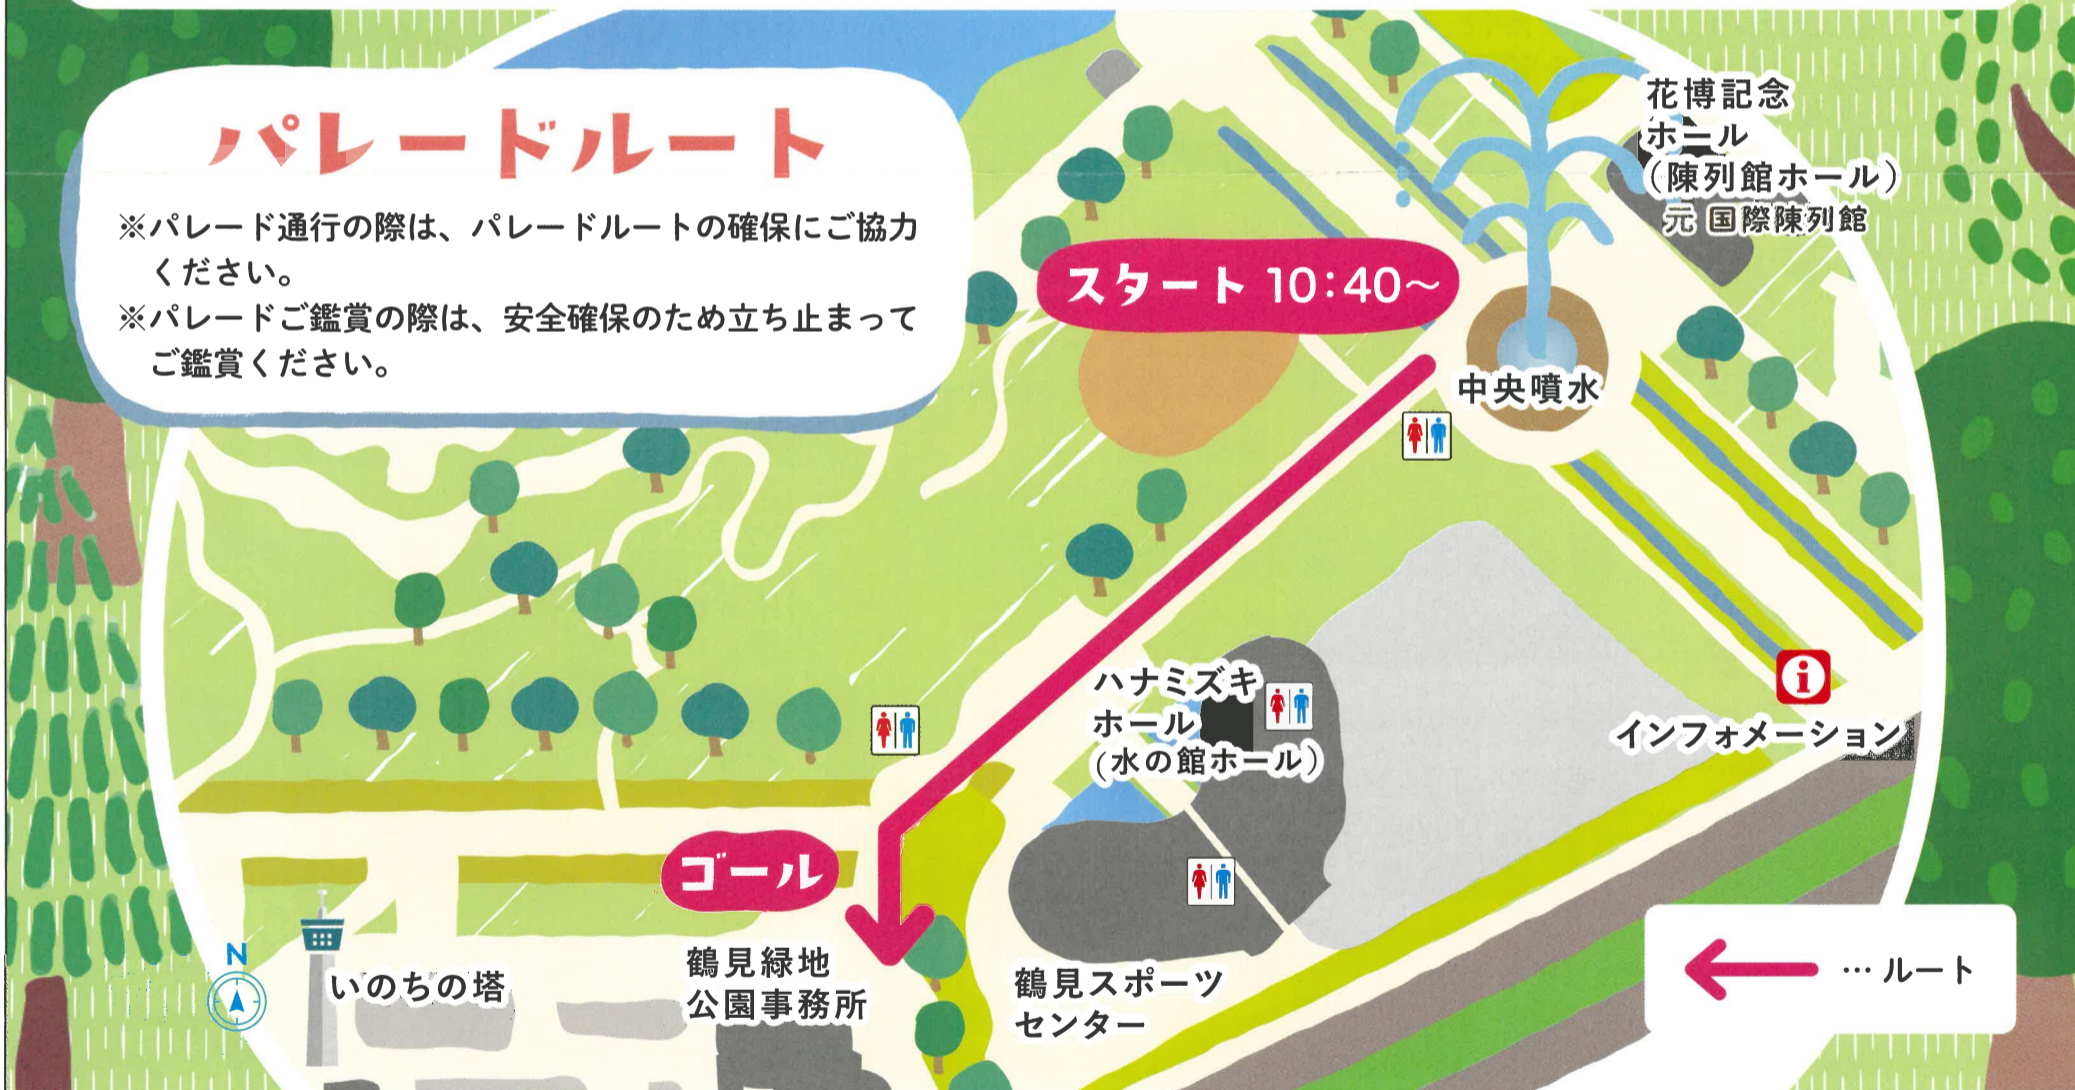 パレードルート
※パレード通行の際は、パレードルートの確保にご協力
ください。
※パレードご鑑賞の際は、安全確保のため立ち止まって
ご鑑賞ください。
花博記念
ホール
(陳列館ホール)
元 国際陳列館
スタート 10:40～
中央噴水
ハナミズキ
ホール
(水の館ホール)
i
インフォメーション
ゴール
N
いのちの塔
鶴見緑地
公園事務所
鶴見スポーツ
センター
… ルート